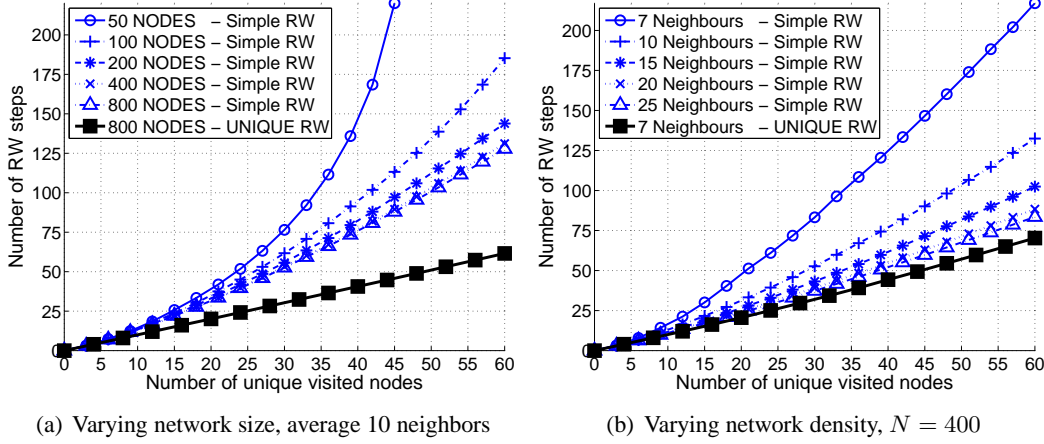 200
175
150
125
100
75
50
25
0
Number of RW steps
50 NODES – Simple RW
100 NODES – Simple RW
200 NODES – Simple RW
400 NODES – Simple RW
800 NODES – Simple RW
800 NODES – UNIQUE RW
0 5 10 15 20 25 30 35 40 45 50 55 60
Number of unique visited nodes
(a) Varying network size, average 10 neighbors
200
175
150
125
100
75
50
25
0
Number of RW steps
7 Neighbours – Simple RW
10 Neighbours – Simple RW
15 Neighbours – Simple RW
20 Neighbours – Simple RW
25 Neighbours – Simple RW
7 Neighbours – UNIQUE RW
0 5 10 15 20 25 30 35 40 45 50 55 60
Number of unique visited nodes
(b) Varying network density, N = 400